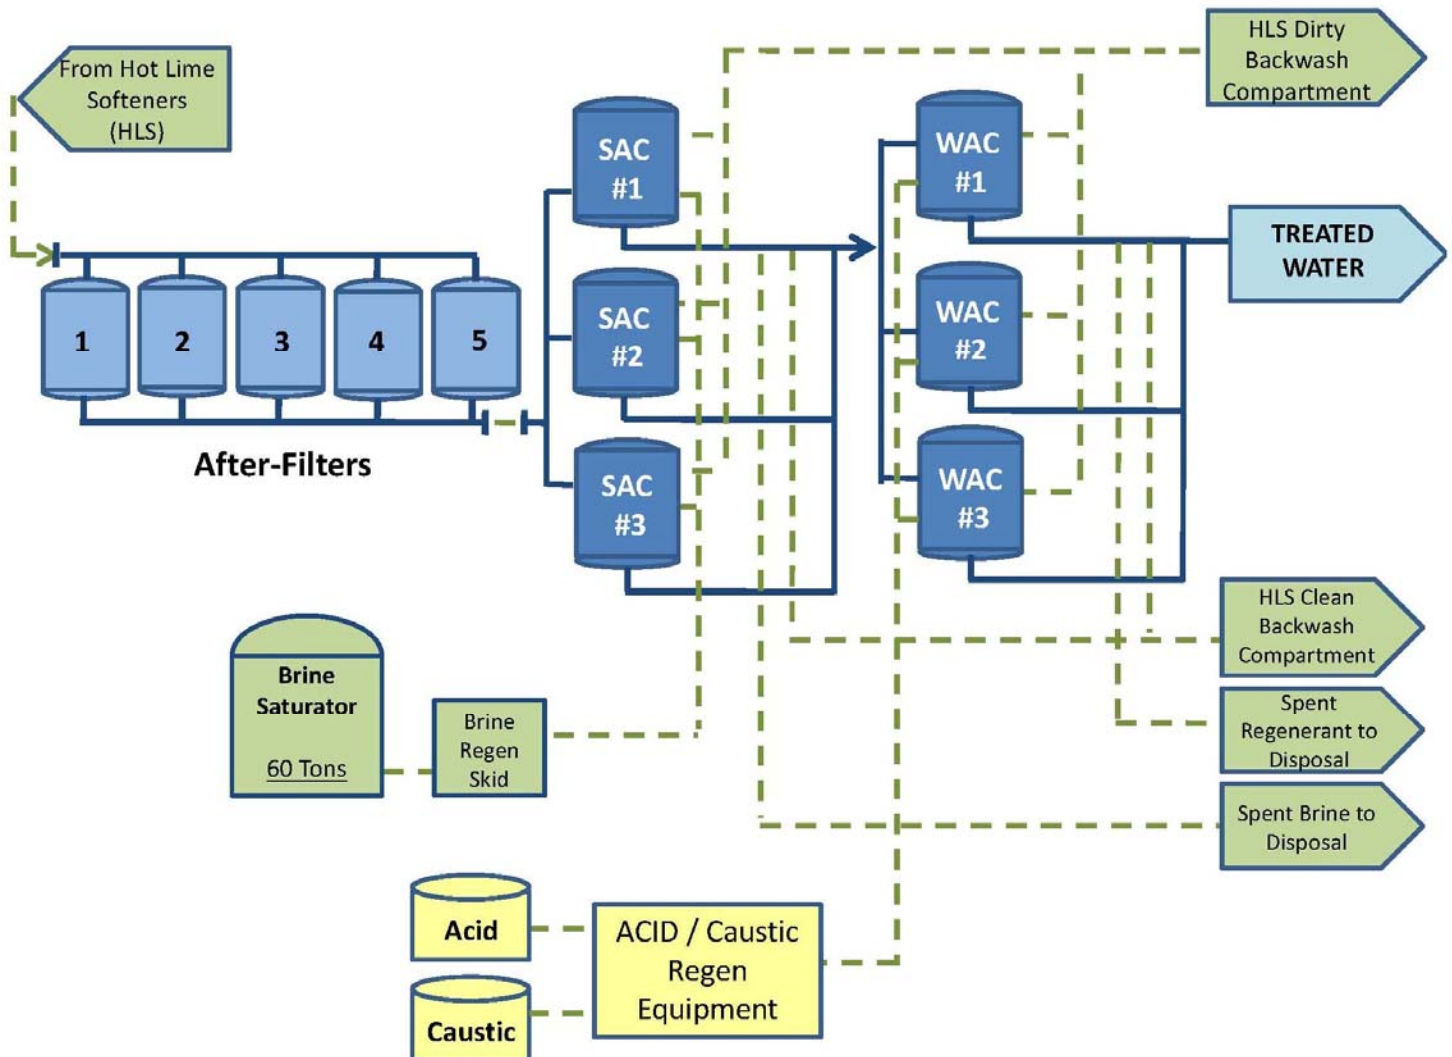 From Hot Lime
Softeners
(HLS)
HLS Dirty
Backwash
Compartment
SAC
#1
WAC
#1
TREATED
WATER
1
2
3
4
5
SAC
#2
WAC
#2
After-Filters
SAC
#3
WAC
#3
HLS Clean
Backwash
Compartment
Brine
Saturator
60 Tons
Brine
Regen
Skid
Spent
Regenerant to
Disposal
Spent Brine to
Disposal
Acid
Caustic
ACID / Caustic
Regen
Equipment